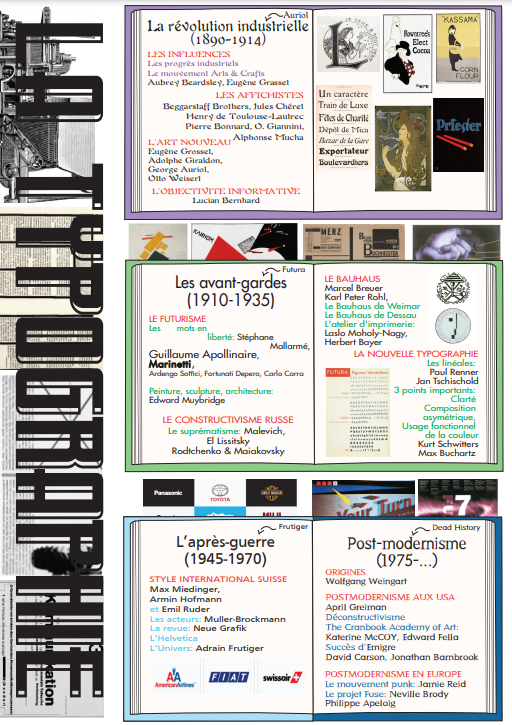 LA TYPOGRAPHIE
Auriol
La révolution industrielle
(1890-1914)
LES INFLUENCES
Les progrès industriels
Le mouvement Arts & Crafts
Aubrey Beardsley, Eugène Grasset
LES AFFICHISTES
Beggarstaff Brothers, Jules Chéret
Henry de Toulouse-Lautrec
Pierre Bonnard, O. Giannini,
Alphonse Mucha
L'ART NOUVEAU
Eugène Grosset,
Adolphe Giraldon,
George Auriol,
Otto Weiserl
L'OBJECTIVITE INFORMATIVE
Lucian Bernhard
L
Rowntree's
Elect
Cocoa
"KASSAMA"
CORN
FLOUR
Un caractère
Train de Luxe
Fêtes de Charité
Dépôt de Mica
Bazar de la Gare
Exportateur
Boulevardiers
Priester
MERZ
Futura
Les avant-gardes
(1910-1935)
LE FUTURISME
Les mots en
liberté: Stéphane
Mallarmé,
Guillaume Apollinaire,
Marinetti,
Ardengo Soffici, Fortunati Depero, Carlo Carra
Peinture, sculpture, architecture:
Edward Muybridge
LE CONSTRUCTIVISME RUSSE
Le suprématisme: Malevich,
El Lissitsky
Rodtchenko & Maiakovsky
LE BAUHAUS
Marcel Breuer
Karl Peter Rohl,
Le Bauhaus de Weimar
Le Bauhaus de Dessau
L'atelier d'imprimerie:
Laslo Moholy-Nagy,
Herbert Bayer
LA NOUVELLE TYPOGRAPHIE
Les linéales:
Paul Renner
Jan Tschischold
3 points importants:
Clarté
Composition
asymétrique,
Usage fonctionnel
de la couleur
Kurt Schwitters
Max Buchartz
FUTURA
Panasonic
TOYOTA
Your Turn
7
Frutiger
L'après-guerre
(1945-1970)
STYLE INTERNATIONAL SUISSE
Max Miedinger,
Armin Hofmann
et Emil Ruder
Les acteurs: Muller-Brockmann
La revue: Neue Grafik
L'Helvetica
L'Univers: Adrain Frutiger
AA
AmericanAirlines
FIAT
swissair
Dead History
Post-modernisme
(1975-...)
ORIGINES
Wolfgang Weingart
POSTMODERNISME AUX USA
April Greiman
Déconstructivisme
The Cranbook Academy of Art:
Katerine McCOY, Edward Fella
Succès d'Emigre
David Carson, Jonathan Barnbrook
POSTMODERNISME EN EUROPE
Le mouvement punk: Jamie Reid
Le projet Fuse: Neville Brody
Philippe Apeloig